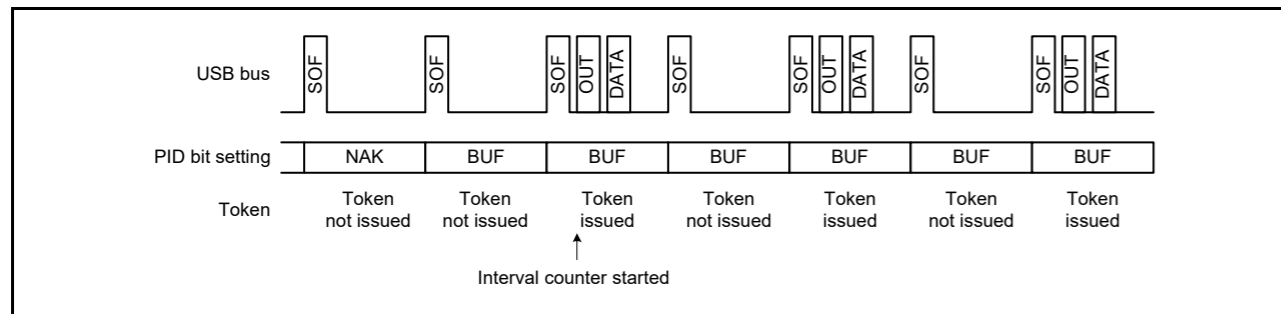 USB bus
SOF
SOF
SOF OUT DATA
SOF
SOF OUT DATA
SOF
SOF OUT DATA
PID bit setting
NAK BUF BUF BUF BUF BUF BUF
Token
Token
not issued
Token
not issued
Token
issued
Token
not issued
Token
issued
Token
not issued
Token
issued
Interval counter started